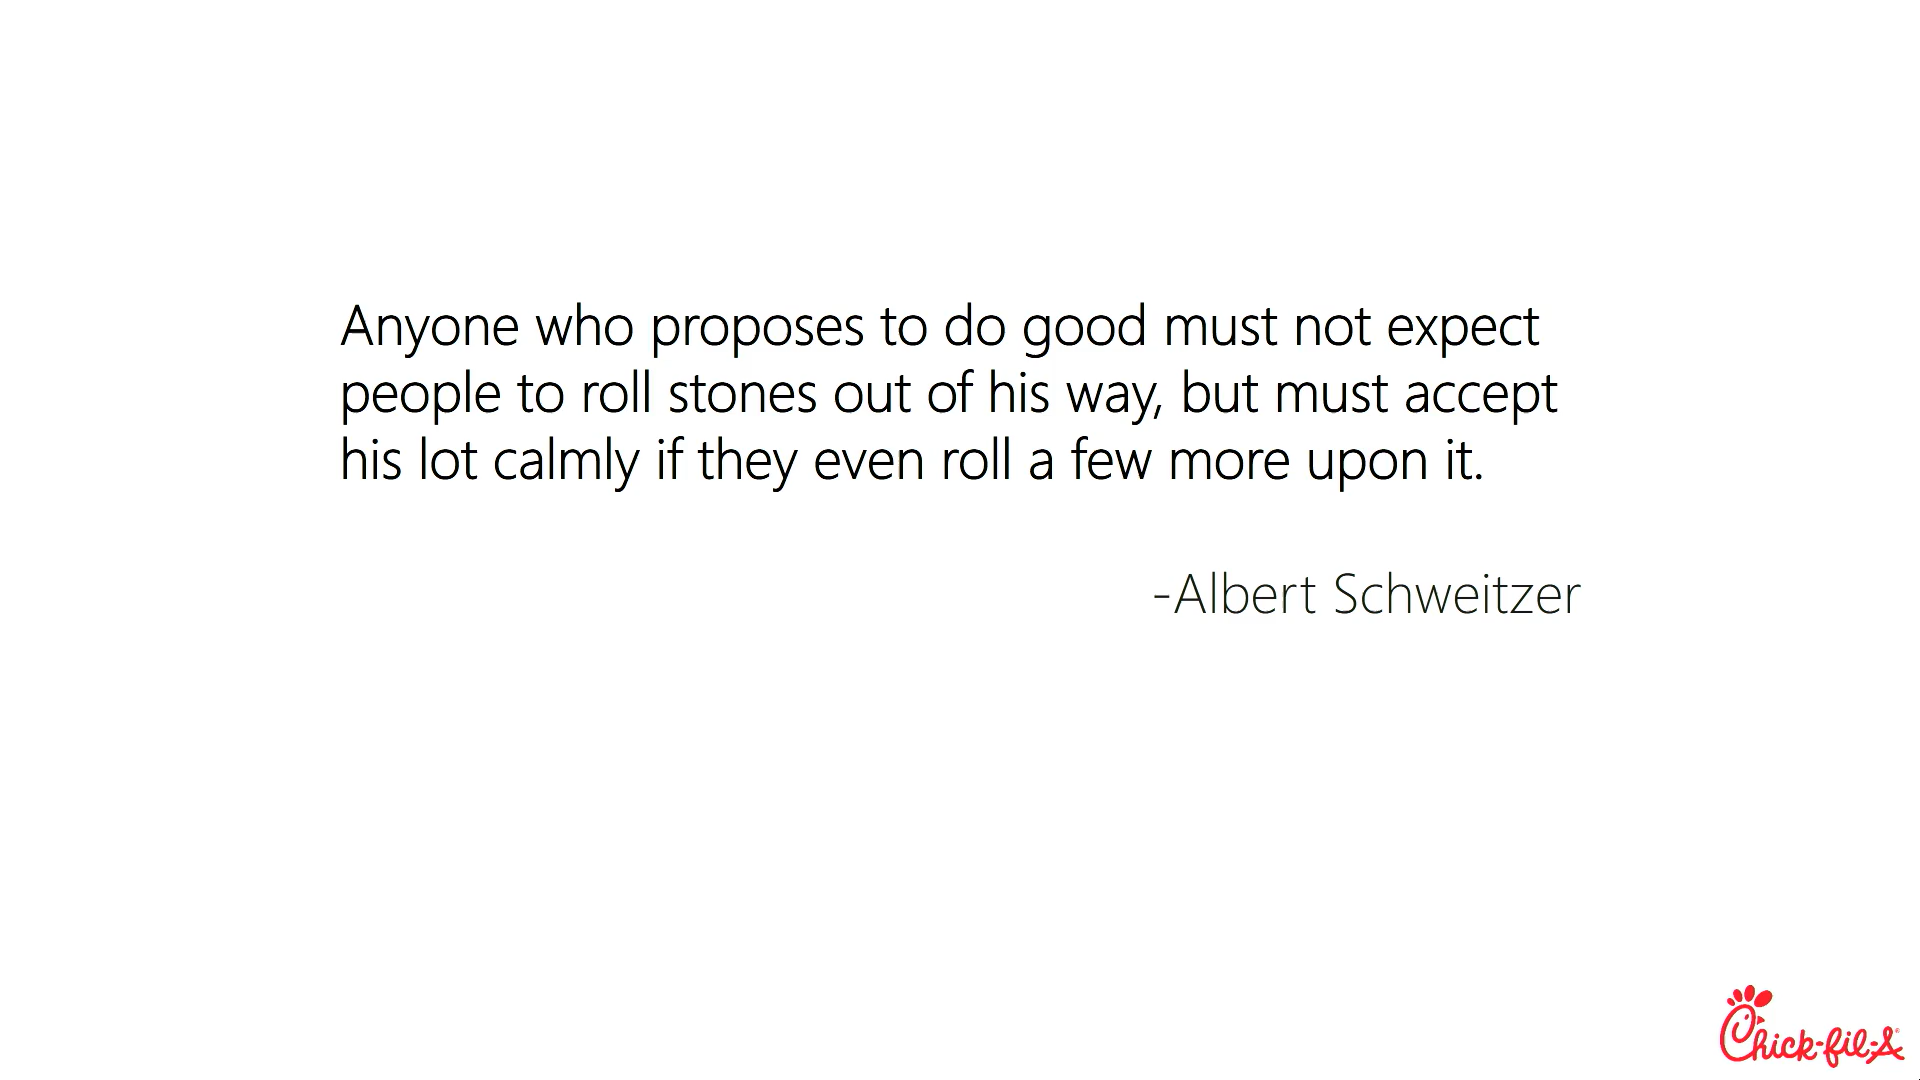 Anyone who proposes to do good must not expect
people to roll stones out of his way, but must accept
his lot calmly if they even roll a few more upon it.
-Albert Schweitzer
Chick-fil-A